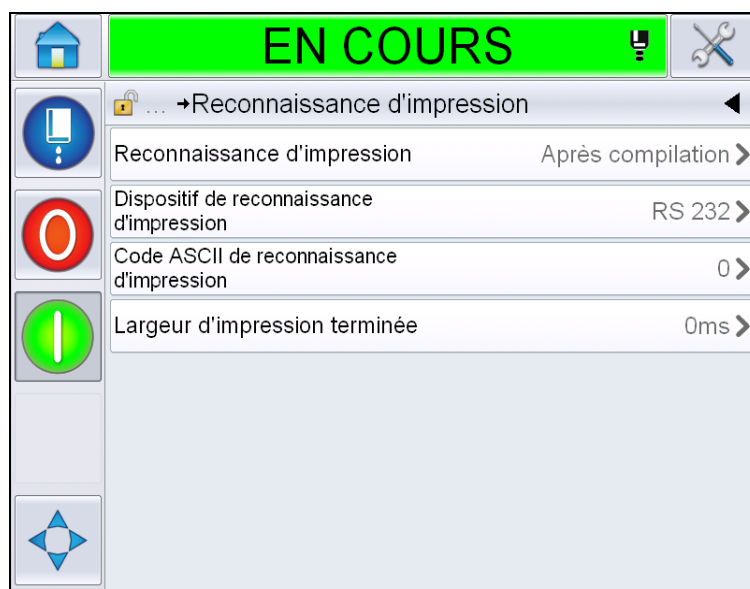 EN COURS
... →Reconnaissance d'impression
Reconnaissance d'impression Après compilation
Dispositif de reconnaissance
d'impression
RS 232
Code ASCII de reconnaissance
d'impression
0
Largeur d'impression terminée 0ms